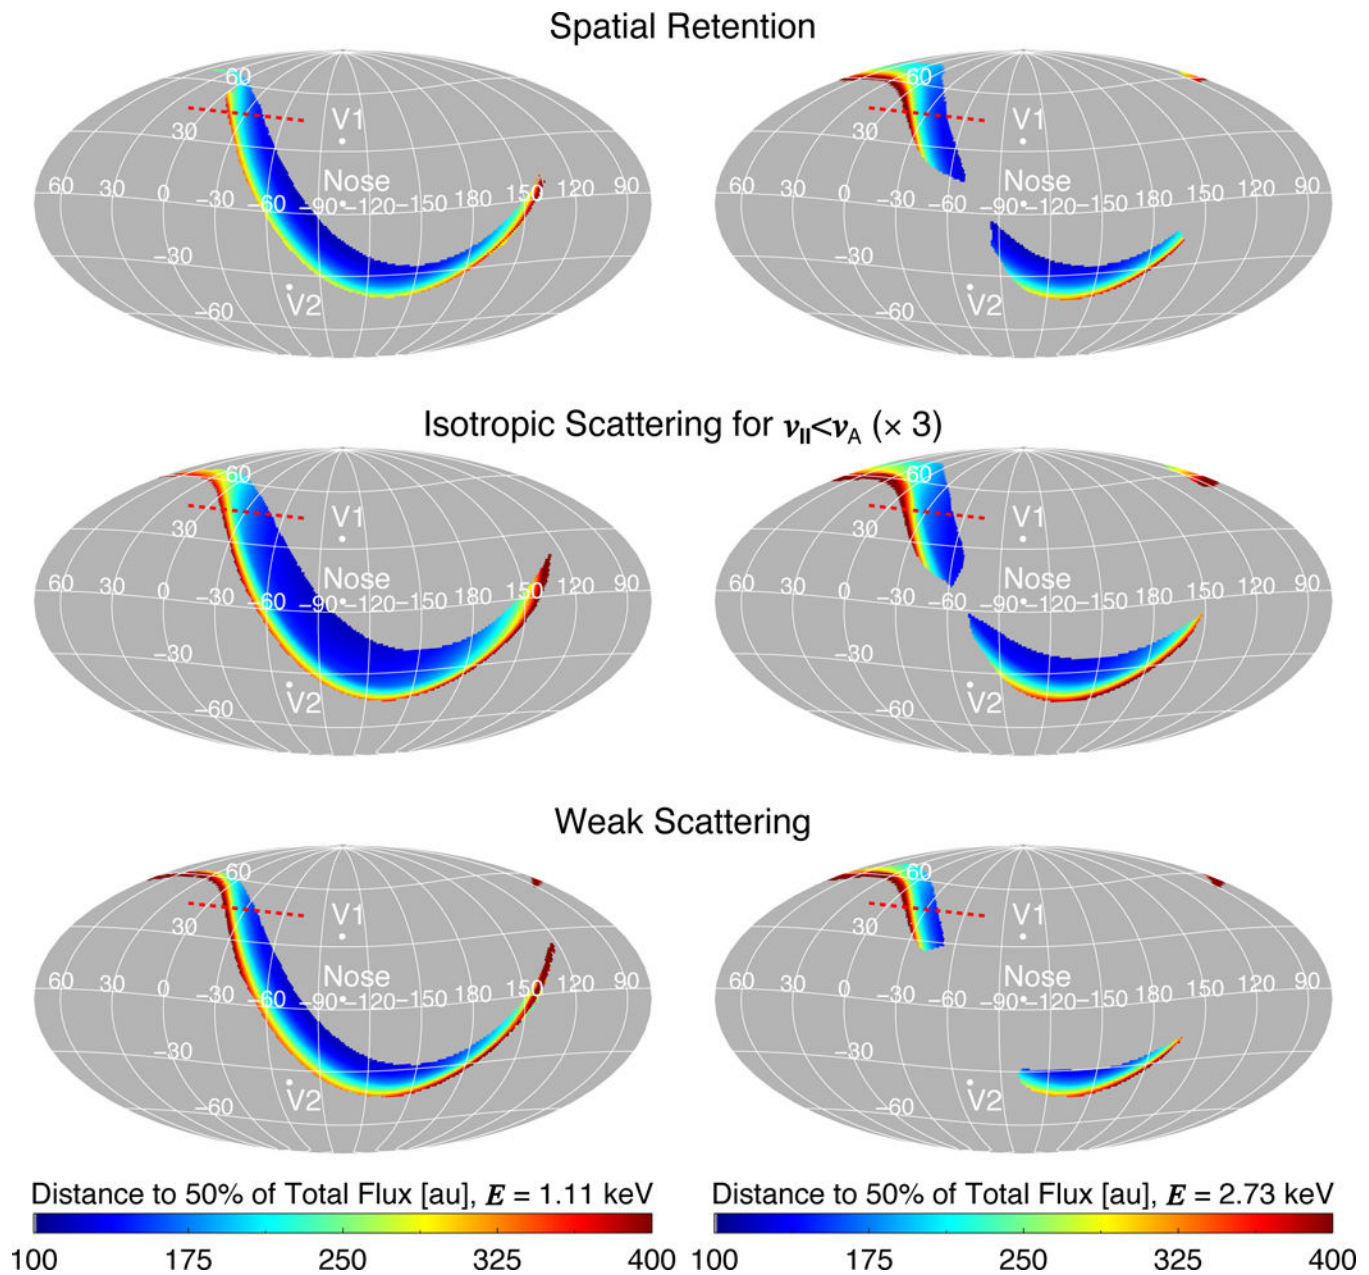 Spatial Retention
60 60
V1 V1
30 30
Nose Nose
60 30 0 −30 −60 −90 −120 −150 180 150 120 90 60 30 0 −30 −60 −90 −120 −150 180 150 120 90
−30 −30
V2 V2
−60 −60
Isotropic Scattering for v_II<v_A (× 3)
60 60
V1 V1
30 30
Nose Nose
60 30 0 −30 −60 −90 −120 −150 180 150 120 90 60 30 0 −30 −60 −90 −120 −150 180 150 120 90
−30 −30
V2 V2
−60 −60
Weak Scattering
60 60
V1 V1
30 30
Nose Nose
60 30 0 −30 −60 −90 −120 −150 180 150 120 90 60 30 0 −30 −60 −90 −120 −150 180 150 120 90
−30 −30
V2 V2
−60 −60
Distance to 50% of Total Flux [au], E = 1.11 keV Distance to 50% of Total Flux [au], E = 2.73 keV
100 175 250 325 400 100 175 250 325 400